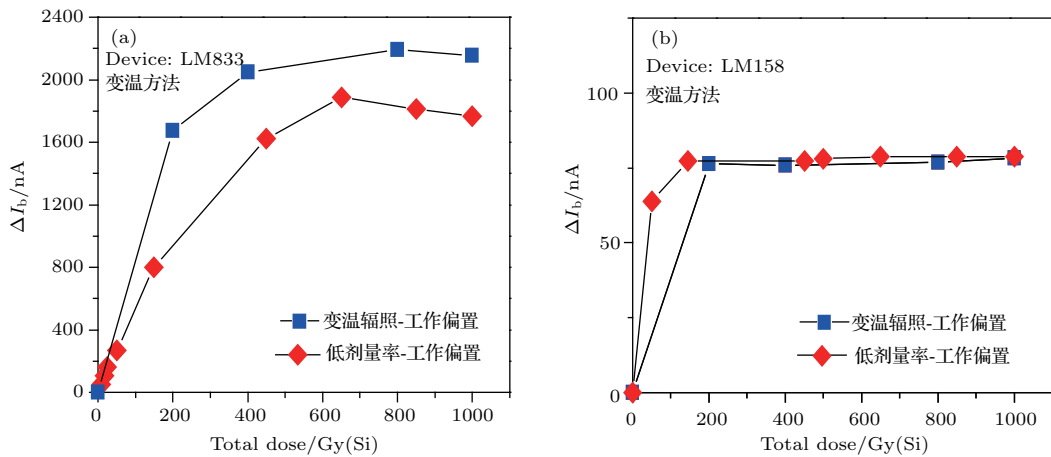 (a)
Device: LM833
变温方法
2400
2000
1600
1200
800
400
0
ΔI_b/nA
变温辐照-工作偏置
低剂量率-工作偏置
0 200 400 600 800 1000
Total dose/Gy(Si)
(b)
Device: LM158
变温方法
100
50
0
ΔI_b/nA
变温辐照-工作偏置
低剂量率-工作偏置
0 200 400 600 800 1000
Total dose/Gy(Si)